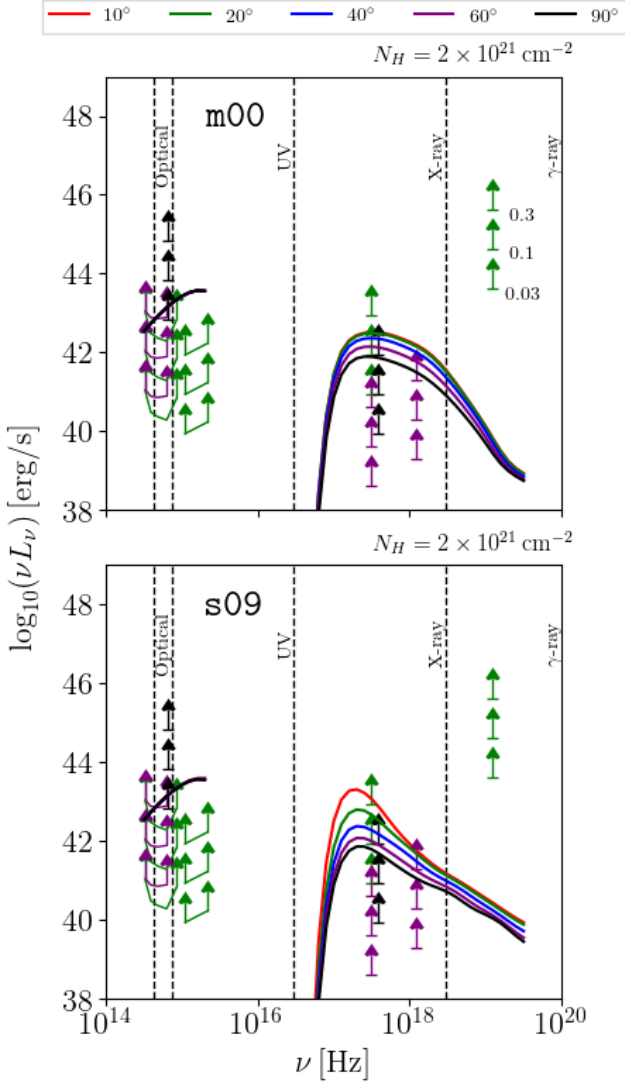 10° 20° 40° 60° 90°
N_H = 2 × 10^21 cm^−2
m00
Optical
UV
X-ray
γ-ray
0.3
0.1
0.03
48
46
44
42
40
38
N_H = 2 × 10^21 cm^−2
s09
Optical
UV
X-ray
γ-ray
48
46
44
42
40
38
10^14 10^16 10^18 10^20
ν [Hz]
log_10(νL_ν) [erg/s]